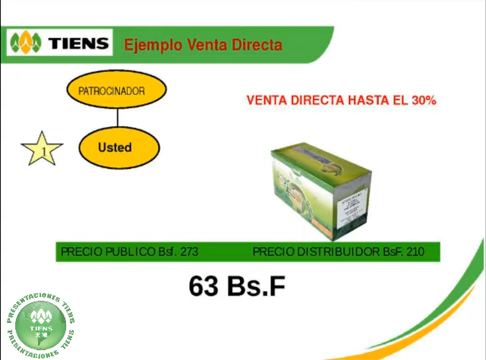 TIENS Ejemplo Venta Directa
PATROCINADOR
VENTA DIRECTA HASTA EL 30%
1
Usted
PRECIO PUBLICO Bsf. 273 PRECIO DISTRIBUIDOR BsF. 210
63 Bs.F
PRESENTACIONES TIENS
TIENS
PRESENTACIONES TIENS